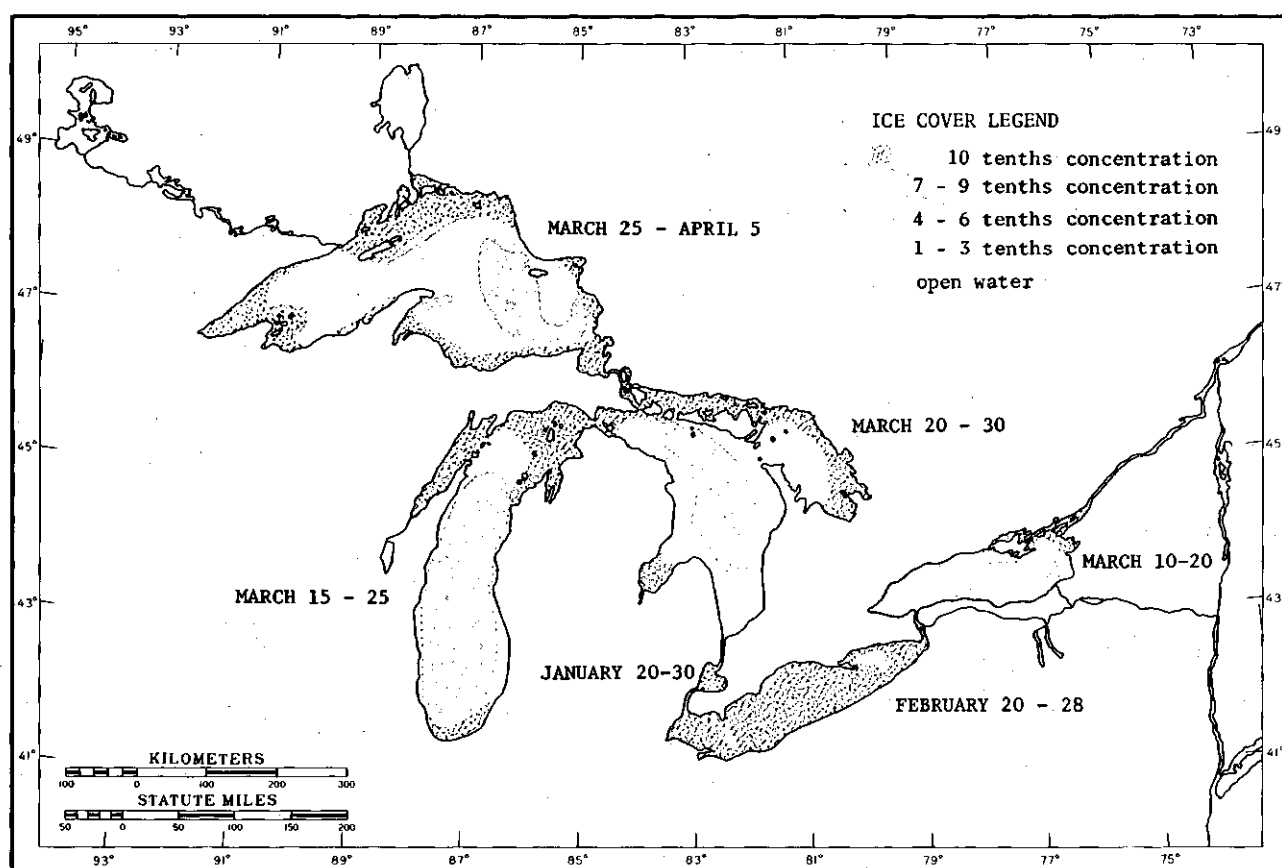 95° 93° 91° 89° 87° 85° 83° 81° 79° 77° 75° 73°
49° 49°
47° 47°
45° 45°
43° 43°
41° 41°
ICE COVER LEGEND
10 tenths concentration
7 - 9 tenths concentration
4 - 6 tenths concentration
1 - 3 tenths concentration
open water
MARCH 25 - APRIL 5
MARCH 20 - 30
MARCH 10-20
MARCH 15 - 25
JANUARY 20-30
FEBRUARY 20 - 28
KILOMETERS
100 0 100 200 300
STATUTE MILES
50 0 50 100 150 200
93° 91° 89° 87° 85° 83° 81° 79° 77° 75°